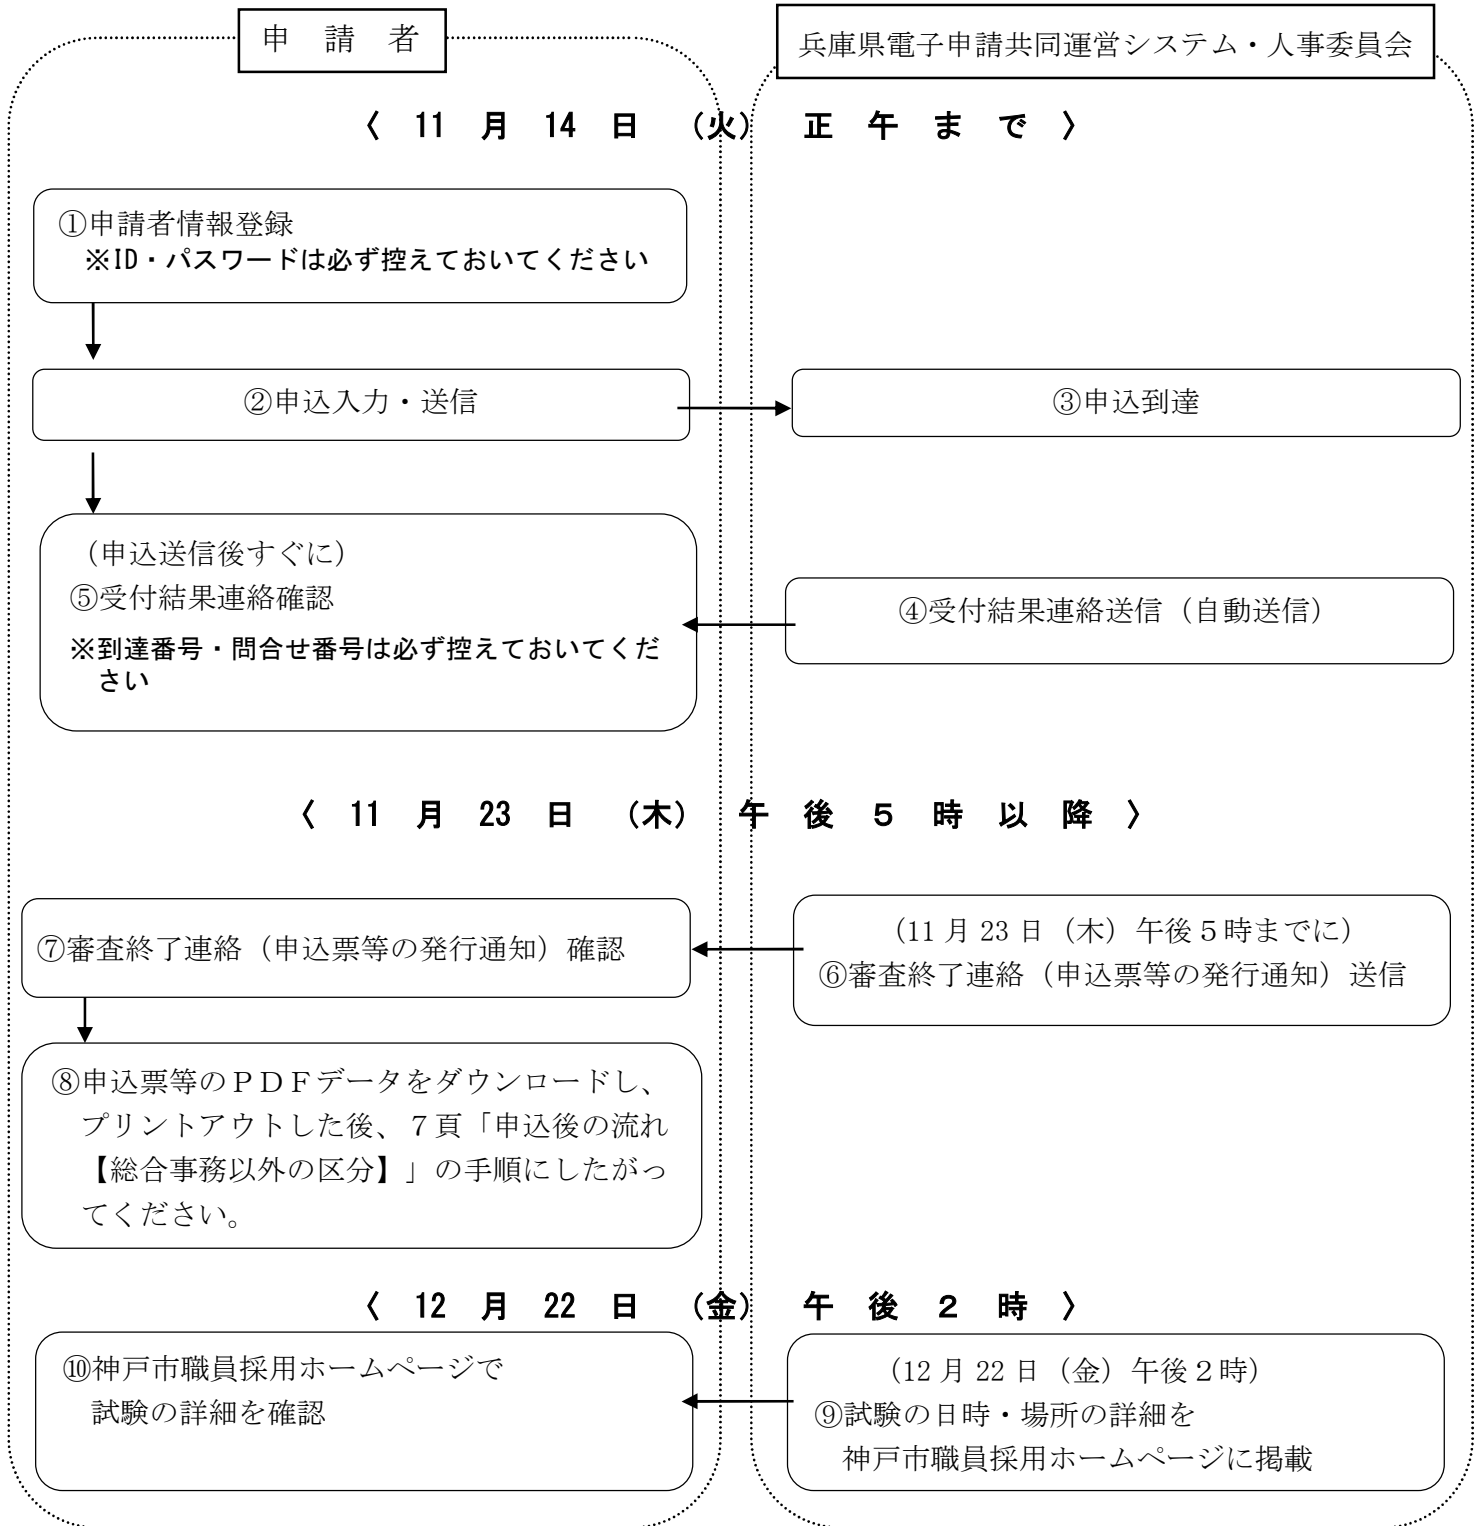 申　請　者
兵庫県電子申請共同運営システム・人事委員会
〈 11 月 14 日 （火） 正 午 ま で 〉
①申請者情報登録
※ID・パスワードは必ず控えておいてください
②申込入力・送信
③申込到達
（申込送信後すぐに）
⑤受付結果連絡確認
※到達番号・問合せ番号は必ず控えておいてくだ
さい
④受付結果連絡送信（自動送信）
〈 11 月 23 日 （木） 午 後 ５ 時 以 降 〉
⑦審査終了連絡（申込票等の発行通知）確認
（11 月 23 日（木）午後５時までに）
⑥審査終了連絡（申込票等の発行通知）送信
⑧申込票等のＰＤＦデータをダウンロードし、
プリントアウトした後、７頁「申込後の流れ
【総合事務以外の区分】」の手順にしたがっ
てください。
〈 12 月 22 日 （金） 午 後 ２ 時 〉
⑩神戸市職員採用ホームページで
試験の詳細を確認
（12 月 22 日（金）午後２時）
⑨試験の日時・場所の詳細を
神戸市職員採用ホームページに掲載